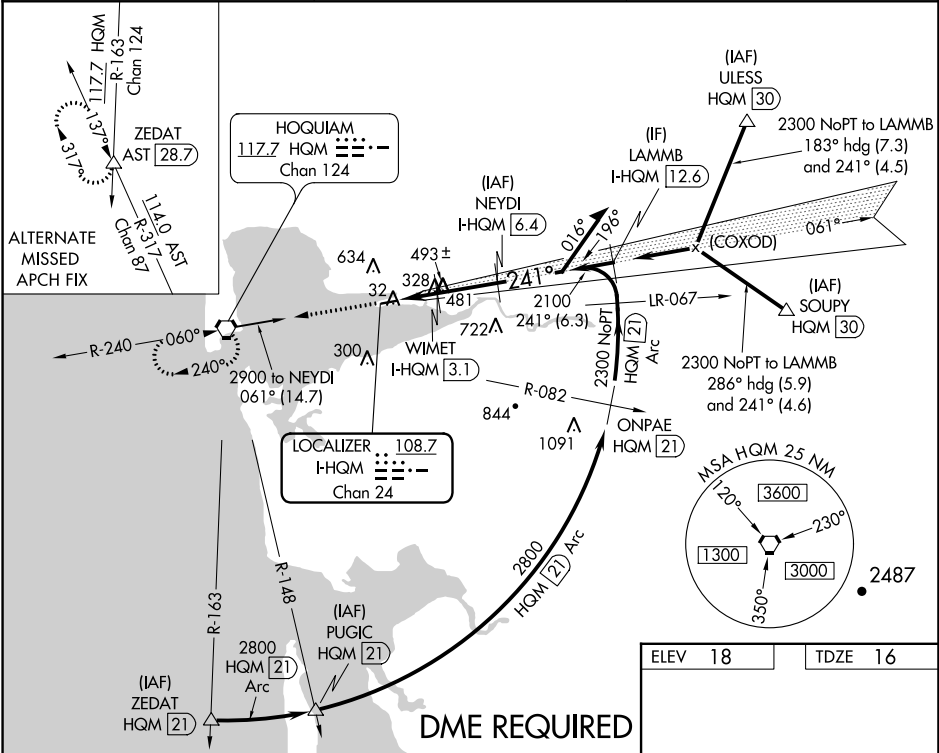 117.7 HQM
R-163
Chan 124
137°
317°
ZEDAT
AST 28.7
114.0 AST
R-317
Chan 87
ALTERNATE
MISSED
APCH FIX
HOQUIAM
117.7 HQM
Chan 124
(IAF)
ULESS
HQM 30
2300 NoPT to LAMMB
183° hdg (7.3)
and 241° (4.5)
(IF)
LAMMB
I-HQM 12.6
(IAF)
NEYDI
I-HQM 6.4
016°
196°
061°
(COXOD)
634
493±
328
32
481
241°
2100
241° (6.3)
LR-067
(IAF)
SOUPY
HQM 30
722
WIMET
I-HQM 3.1
300
2300 NoPT
HQM 21
Arc
2300 NoPT to LAMMB
286° hdg (5.9)
and 241° (4.6)
R-240
060°
240°
2900 to NEYDI
061° (14.7)
R-082
844
1091
ONPAE
HQM 21
LOCALIZER 108.7
I-HQM
Chan 24
MSA HQM 25 NM
120°
3600
230°
1300
3000
350°
2487
2800
HQM 21 Arc
R-163
R-148
(IAF)
PUGIC
HQM 21
2800
HQM 21
Arc
(IAF)
ZEDAT
HQM 21
DME REQUIRED
ELEV 18
TDZE 16